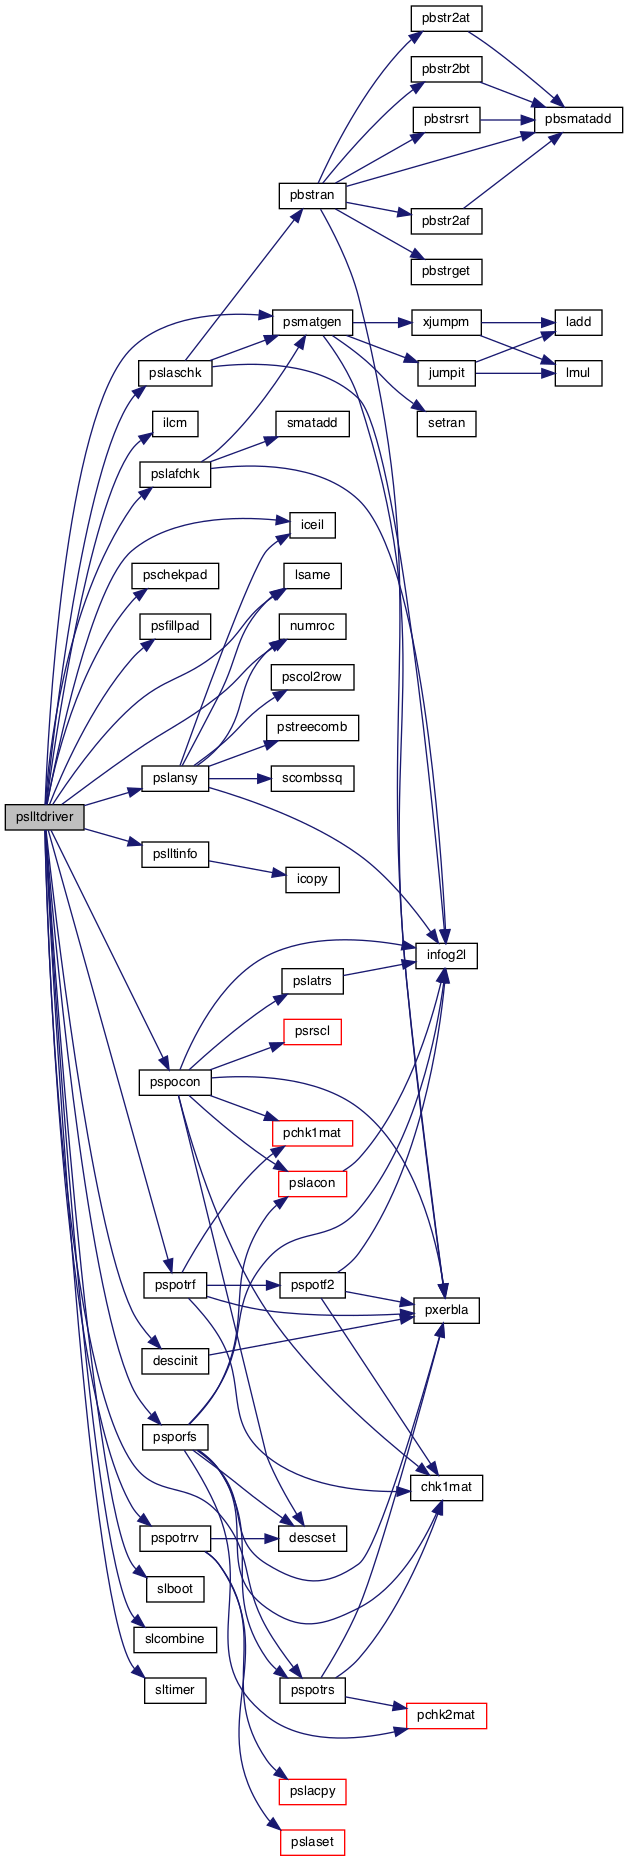 pbstr2at
pbstr2bt
pbstrsrt
pbsmatadd
pbstran
pbstr2af
pbstrget
psmatgen
xjumpm
ladd
pslaschk
jumpit
lmul
ilcm
smatadd
setran
pslafchk
iceil
pschekpad
lsame
psfillpad
numroc
pscol2row
pstreecomb
pslansy
scombssq
pslltdriver
pslltinfo
icopy
infog2l
pslatrs
psrscl
pspocon
pchk1mat
pslacon
pspotrf
pspotf2
pxerbla
descinit
psporfs
chk1mat
pspotrrv
descset
slboot
slcombine
sltimer
pspotrs
pchk2mat
pslacpy
pslaset